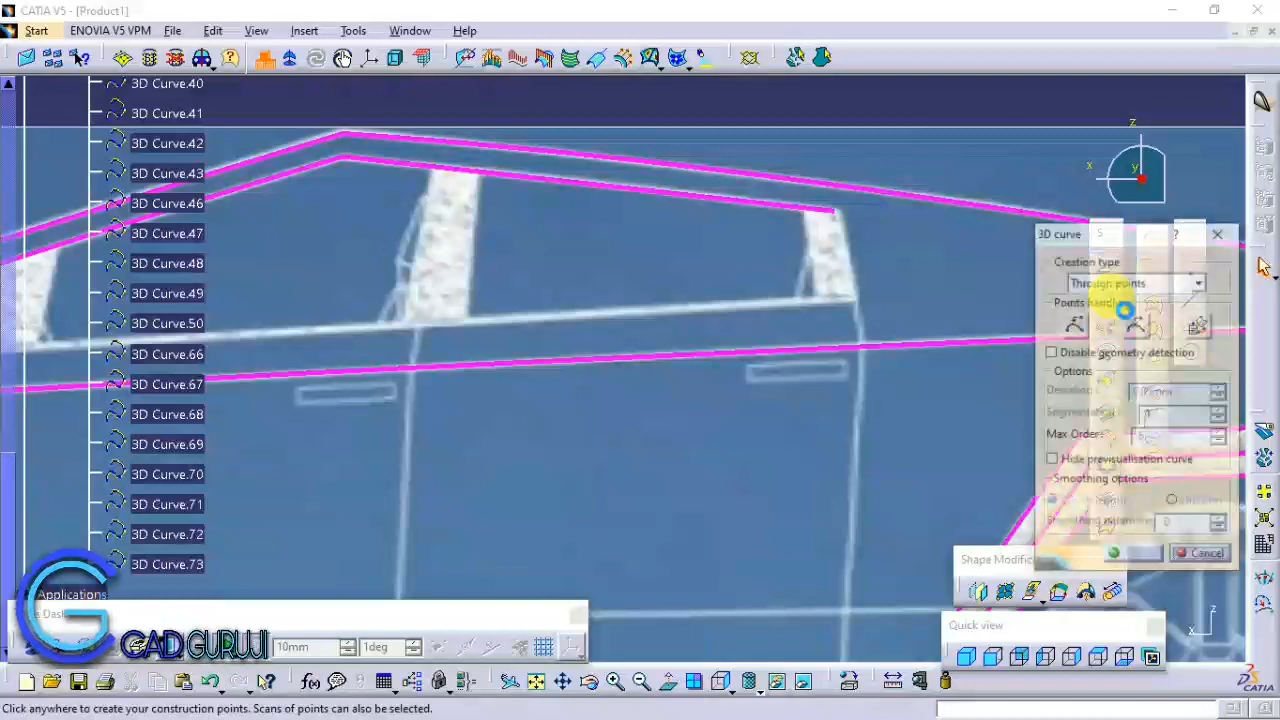 CATIA V5 - [Product1]
Start ENOVIA V5 VPM File Edit View Insert Tools Window Help
3D Curve.40
3D Curve.41
3D Curve.42
3D Curve.43
3D Curve.46
3D Curve.47
3D Curve.48
3D Curve.49
3D Curve.50
3D Curve.66
3D Curve.67
3D Curve.68
3D Curve.69
3D Curve.70
3D Curve.71
3D Curve.72
3D Curve.73
Applications
z
x
y
3D curve
Creation type
Through points
Points handling
Disable geometry detection
Options
Max Order:
Hide previsualisation curve
Smoothing options
Cancel
Shape Modific
CAD GURUJI
10mm
1deg
Quick view
z
x
CATIA
Click anywhere to create your construction points. Scans of points can also be selected.